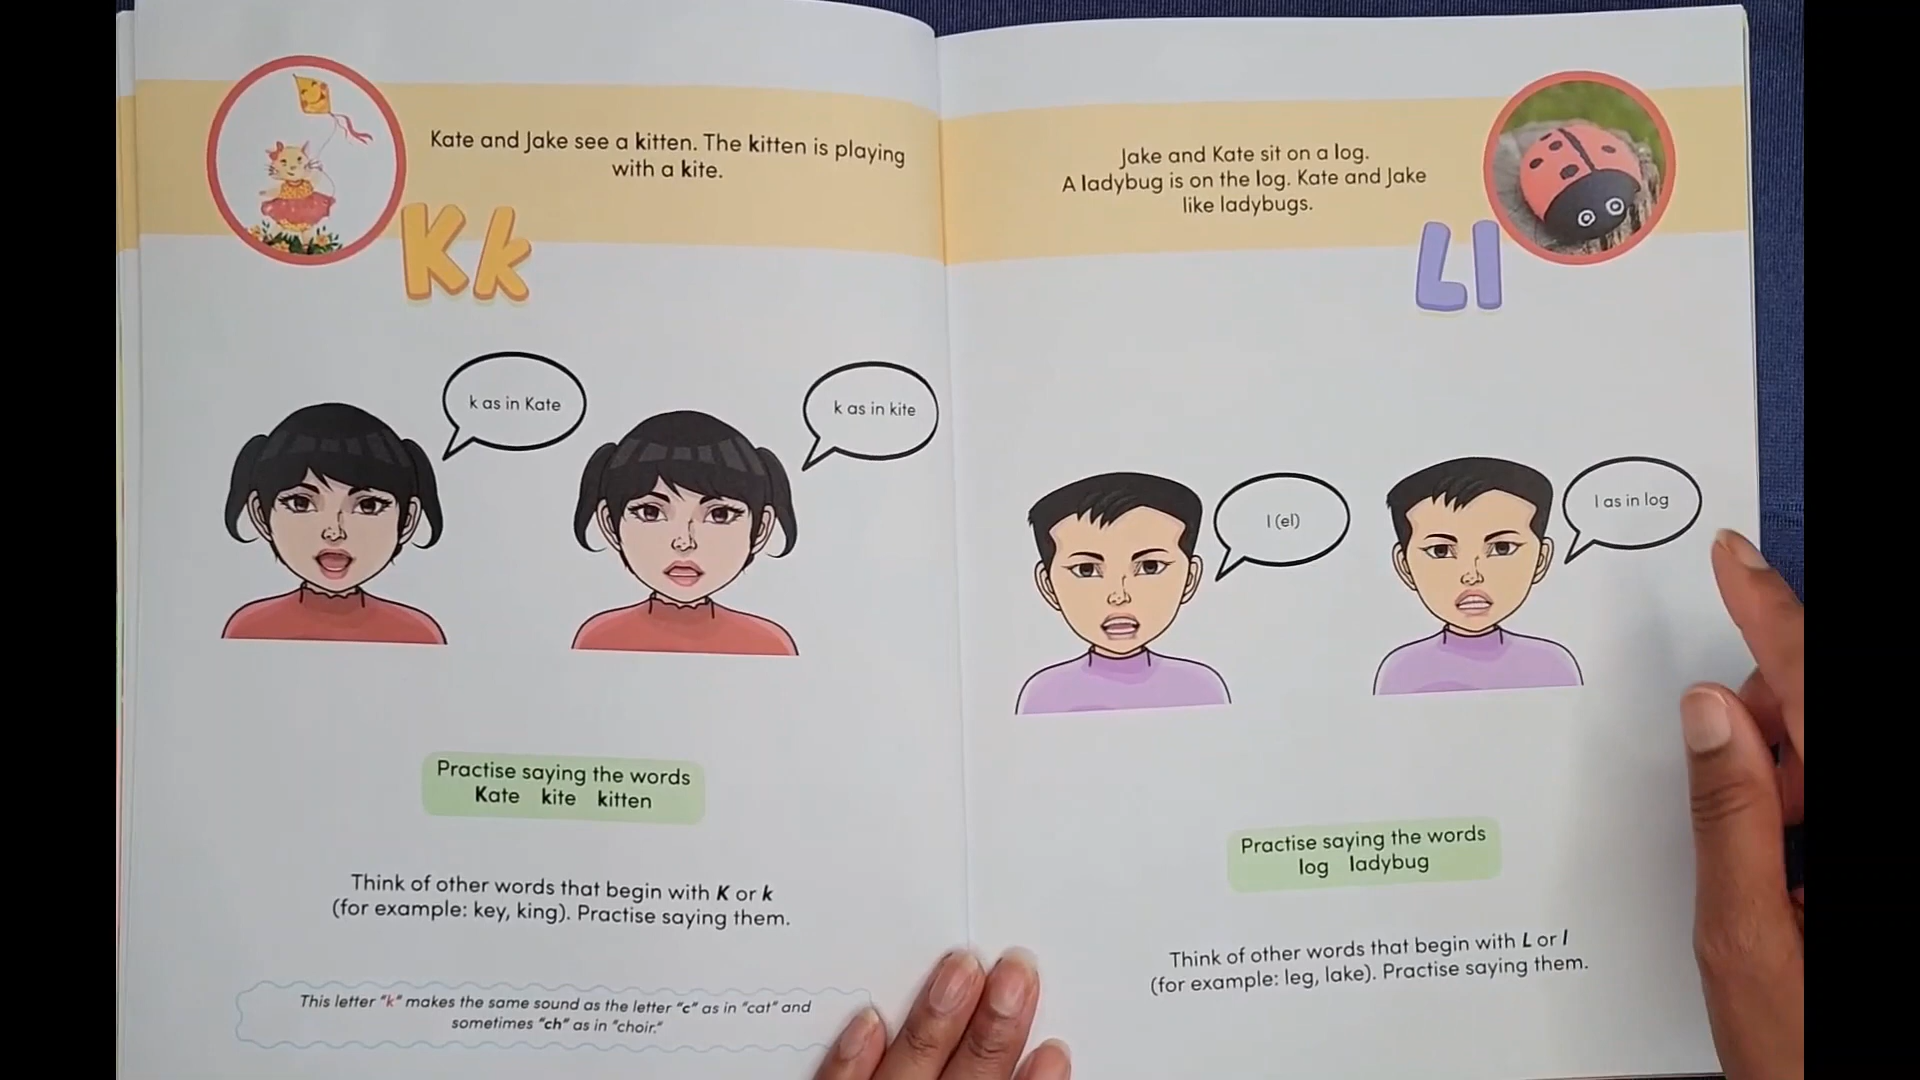 Kate and Jake see a kitten. The kitten is playing
with a kite.
Kk
k as in Kate
k as in kite
Practise saying the words
Kate kite kitten
Think of other words that begin with K or k
(for example: key, king). Practise saying them.
This letter "k" makes the same sound as the letter "c" as in "cat" and
sometimes "ch" as in "choir."
Jake and Kate sit on a log.
A ladybug is on the log. Kate and Jake
like ladybugs.
Ll
l (el)
l as in log
Practise saying the words
log ladybug
Think of other words that begin with L or l
(for example: leg, lake). Practise saying them.